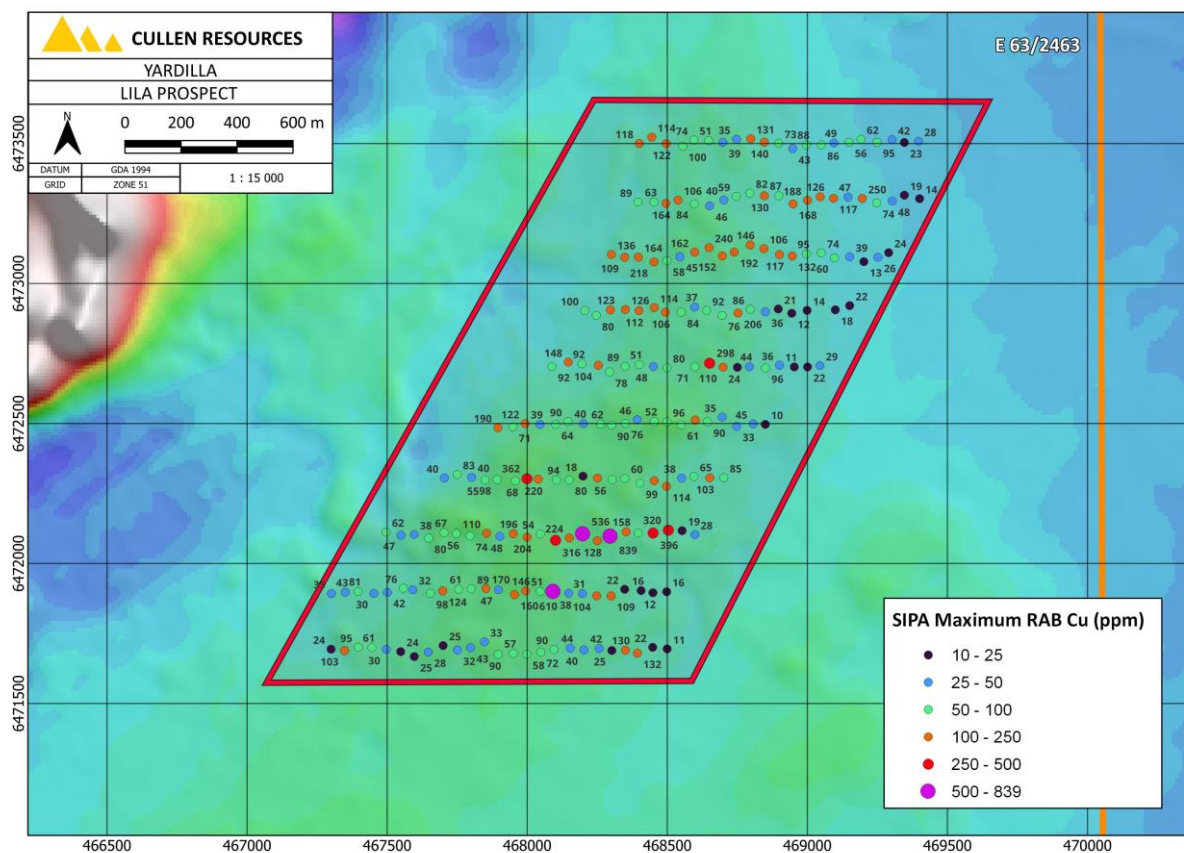 CULLEN RESOURCES
YARDILLA
LILA PROSPECT
N
0 200 400 600 m
DATUM GDA 1994
GRID ZONE 51
1 : 15 000
E 63/2463
6473500
6473000
6472500
6472000
6471500
118 114 74 51 35 131 73 88 49 62 42 28
122 100 39 140 43 86 56 95 23
89 63 106 40 59 82 87 188 126 47 250 19 14
164 84 46 130 168 117 74 48
136 164 162 240 146 106 95 74 39 24
109 218 58 45 152 192 117 132 60 13 26
100 123 126 114 37 92 86 21 14 22
80 112 106 84 76 206 36 12 18
148 92 89 51 80 298 44 36 11 29
92 104 78 48 71 110 24 96 22
190 122 39 90 40 62 46 52 96 35 45 10
71 64 90 76 61 90 33
40 83 40 362 94 18 60 38 65 85
55 98 68 220 80 56 99 114 103
62 38 67 110 196 54 224 536 158 320 19 28
47 80 56 74 48 204 316 128 839 396
43 81 76 32 61 89 170 146 51 31 22 16 16
30 42 98 124 47 160 610 38 104 109 12
24 95 61 24 25 33 57 90 44 42 130 22 11
103 30 25 28 32 43 90 58 72 40 25 132
SIPA Maximum RAB Cu (ppm)
10 - 25
25 - 50
50 - 100
100 - 250
250 - 500
500 - 839
466500 467000 467500 468000 468500 469000 469500 470000